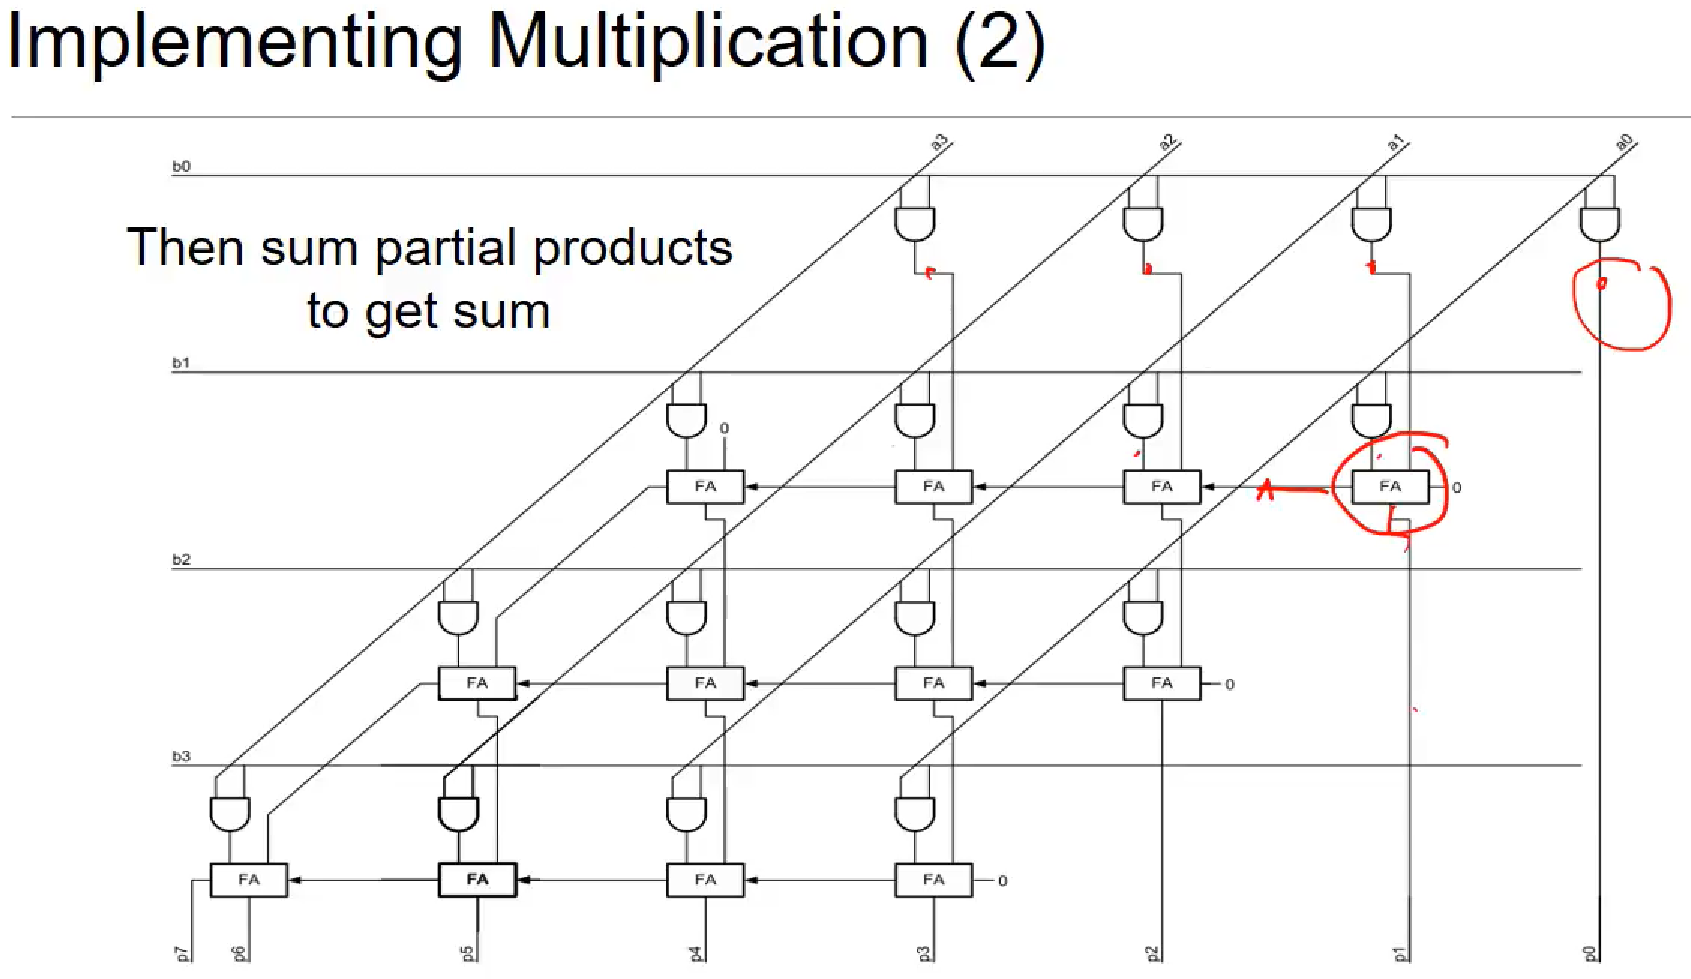 Implementing Multiplication (2)
a3 a2 a1 a0
b0
Then sum partial products
to get sum
b1
0
FA FA FA FA 0
b2
FA FA FA FA 0
b3
FA FA FA FA 0
p7 p6 p5 p4 p3 p2 p1 p0